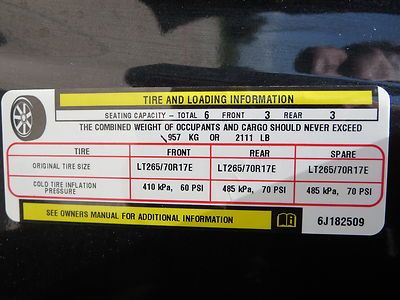 TIRE AND LOADING INFORMATION
SEATING CAPACITY - TOTAL 6 FRONT 3 REAR 3
THE COMBINED WEIGHT OF OCCUPANTS AND CARGO SHOULD NEVER EXCEED
957 KG OR 2111 LB
TIRE FRONT REAR SPARE
ORIGINAL TIRE SIZE LT265/70R17E LT265/70R17E LT265/70R17E
COLD TIRE INFLATION PRESSURE 410 kPa, 60 PSI 485 kPa, 70 PSI 485 kPa, 70 PSI
SEE OWNERS MANUAL FOR ADDITIONAL INFORMATION 6J182509